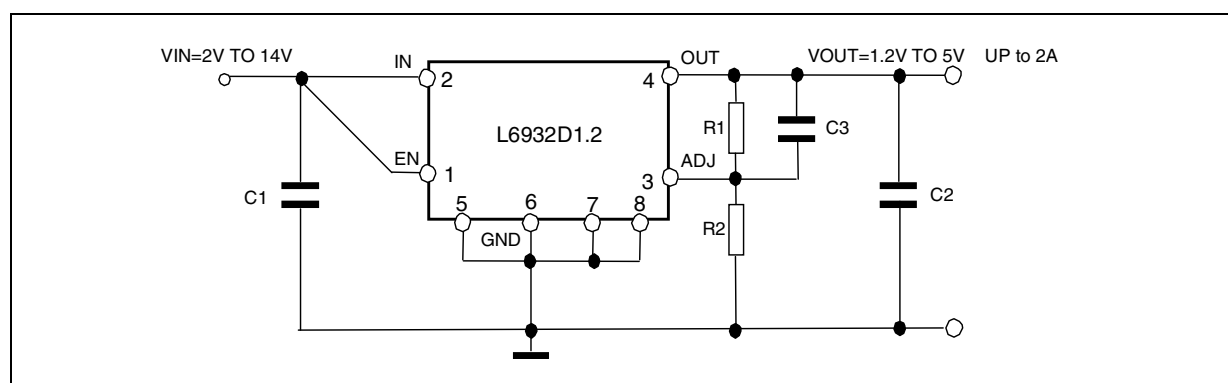 VIN=2V TO 14V
IN
2
OUT
4
VOUT=1.2V TO 5V
UP to 2A
L6932D1.2
R1
C3
EN
1
ADJ
3
C1
C2
5
6
7
8
GND
R2